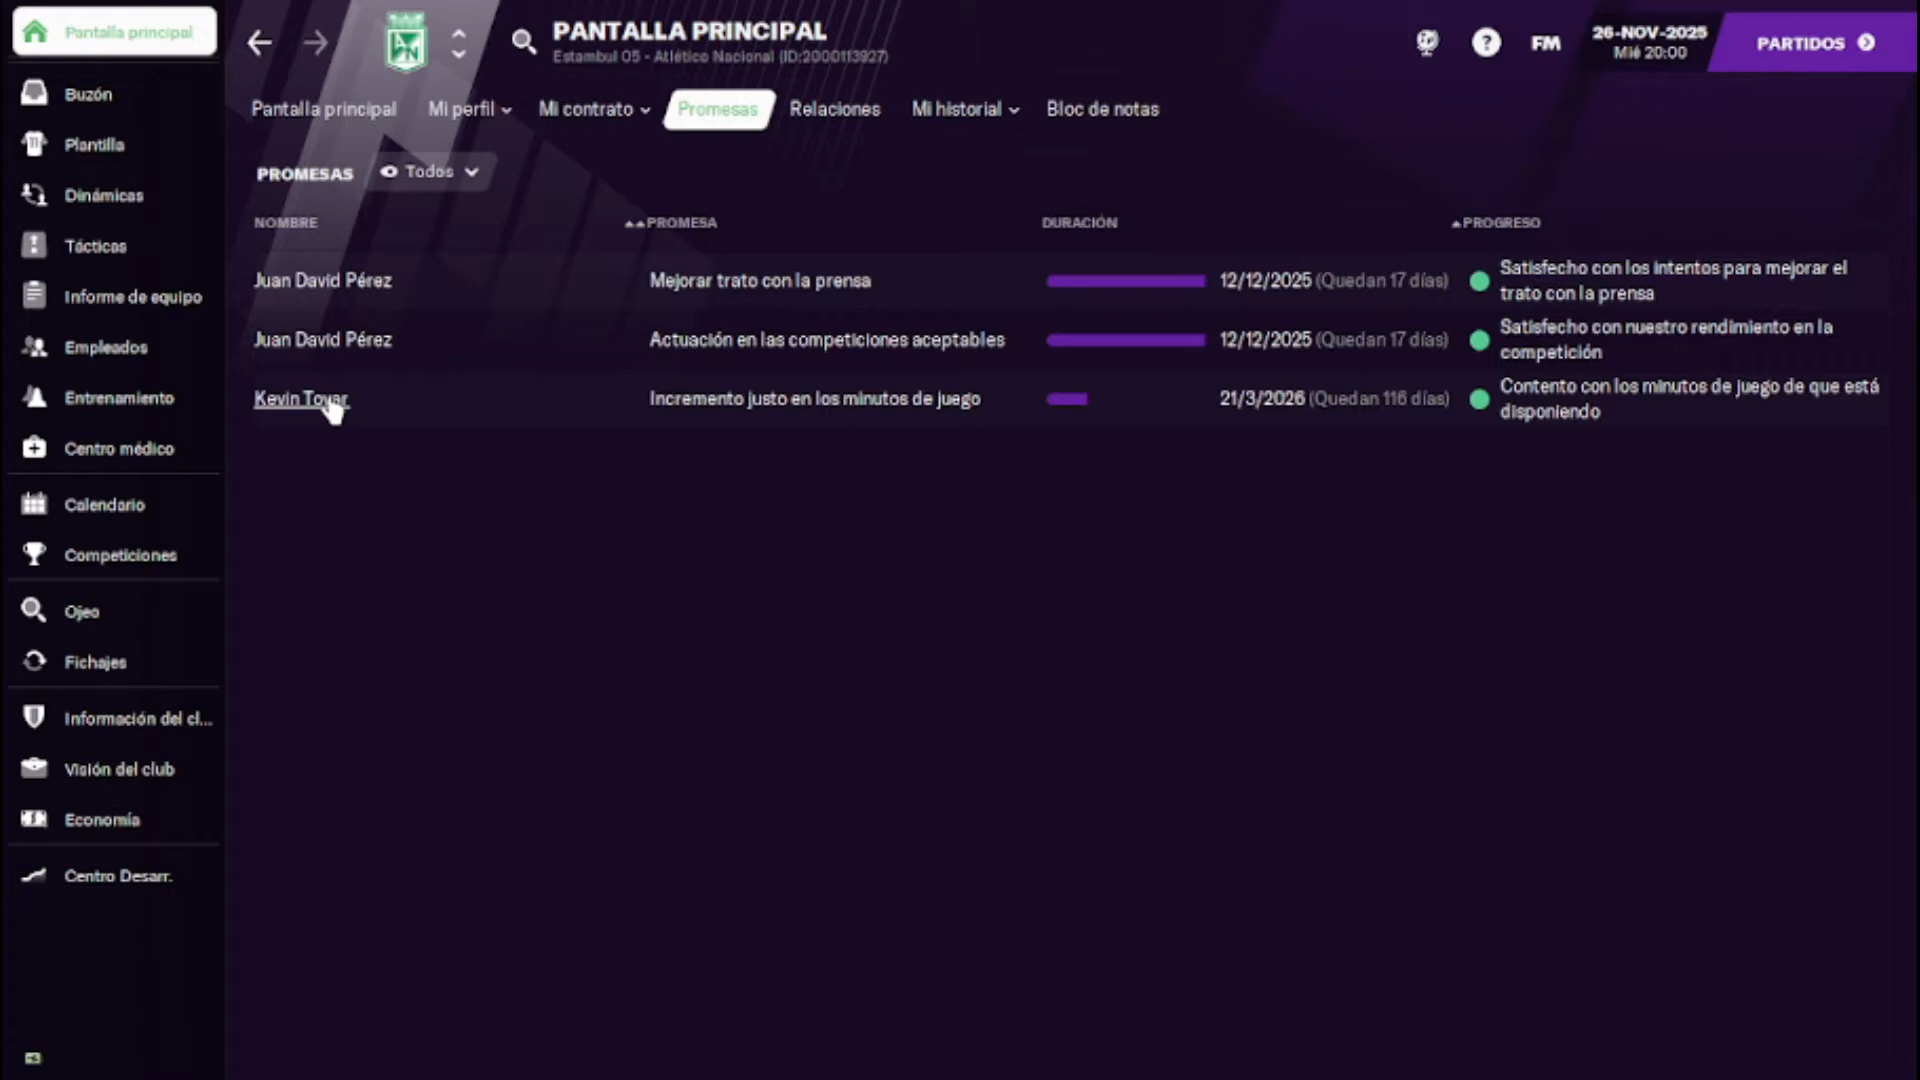 Pantalla principal
Buzón
Plantilla
Dinámicas
Tácticas
Informe de equipo
Empleados
Entrenamiento
Centro médico
Calendario
Competiciones
Ojeo
Fichajes
Información del cl...
Visión del club
Economía
Centro Desarr.
PANTALLA PRINCIPAL
Estambul 05 - Atlético Nacional (ID:2000113927)
FM
26-NOV-2025
Mié 20:00
PARTIDOS
Pantalla principal Mi perfil Mi contrato Promesas Relaciones Mi historial Bloc de notas
PROMESAS Todos
NOMBRE PROMESA DURACIÓN PROGRESO
Juan David Pérez Mejorar trato con la prensa 12/12/2025 (Quedan 17 días) Satisfecho con los intentos para mejorar el
trato con la prensa
Juan David Pérez Actuación en las competiciones aceptables 12/12/2025 (Quedan 17 días) Satisfecho con nuestro rendimiento en la
competición
Kevin Tovar Incremento justo en los minutos de juego 21/3/2026 (Quedan 116 días) Contento con los minutos de juego de que está
disponiendo